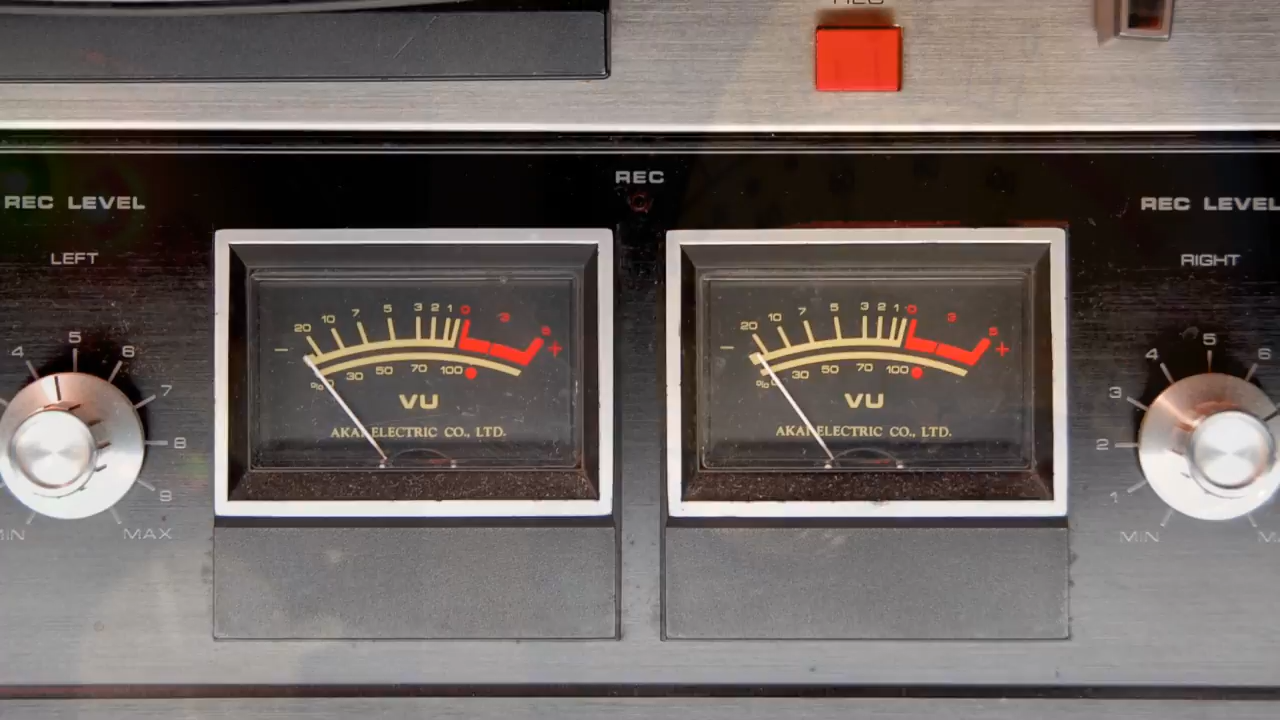 REC
REC LEVEL
REC LEVEL
LEFT
RIGHT
20 10 7 5 3 2 1 0 3 5
- +
30 50 70 100
VU
AKAI ELECTRIC CO., LTD.
20 10 7 5 3 2 1 0 3 5
- +
30 50 70 100
VU
AKAI ELECTRIC CO., LTD.
4 5 6 7 8 9
MAX
1 2 3 4 5 6
MIN